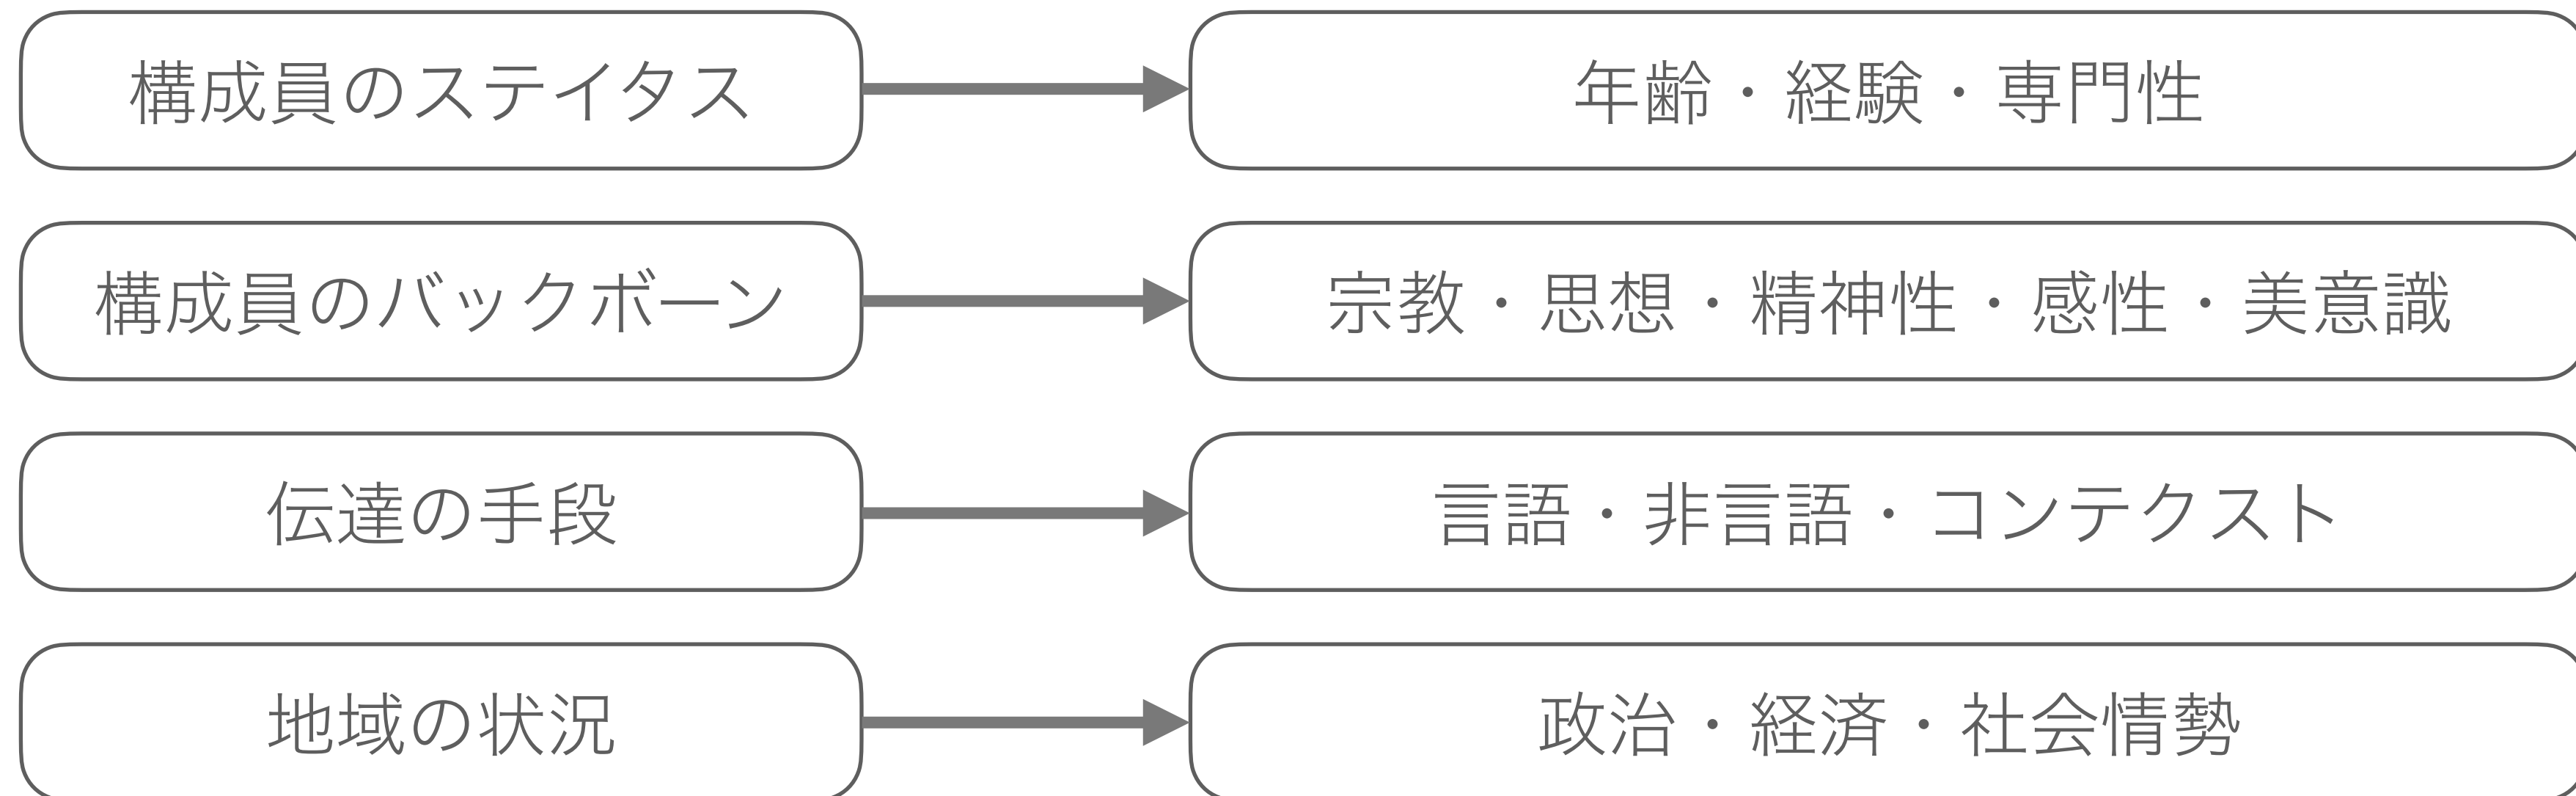 構成員のステイタス
年齢・経験・専門性
構成員のバックボーン
宗教・思想・精神性・感性・美意識
伝達の手段
言語・非言語・コンテクスト
地域の状況
政治・経済・社会情勢